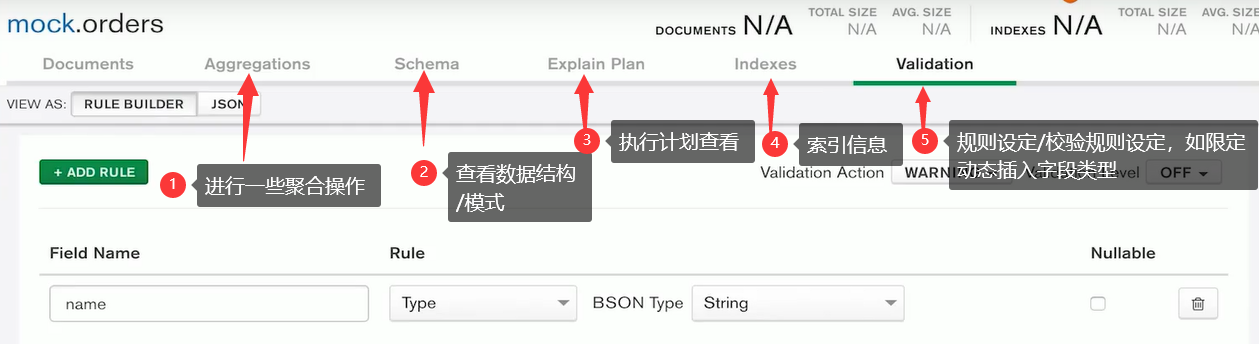 mock.orders
DOCUMENTS N/A
TOTAL SIZE
N/A
AVG. SIZE
N/A
INDEXES N/A
TOTAL SIZE
N/A
AVG. SIZE
N/A
Documents Aggregations Schema Explain Plan Indexes Validation
VIEW AS: RULE BUILDER JSON
+ ADD RULE
1 进行一些聚合操作
2 查看数据结构
/模式
3 执行计划查看
4 索引信息
5 规则设定/校验规则设定，如限定
动态插入字段类型
Validation Action WARN
OFF
Field Name Rule Nullable
name Type BSON Type String